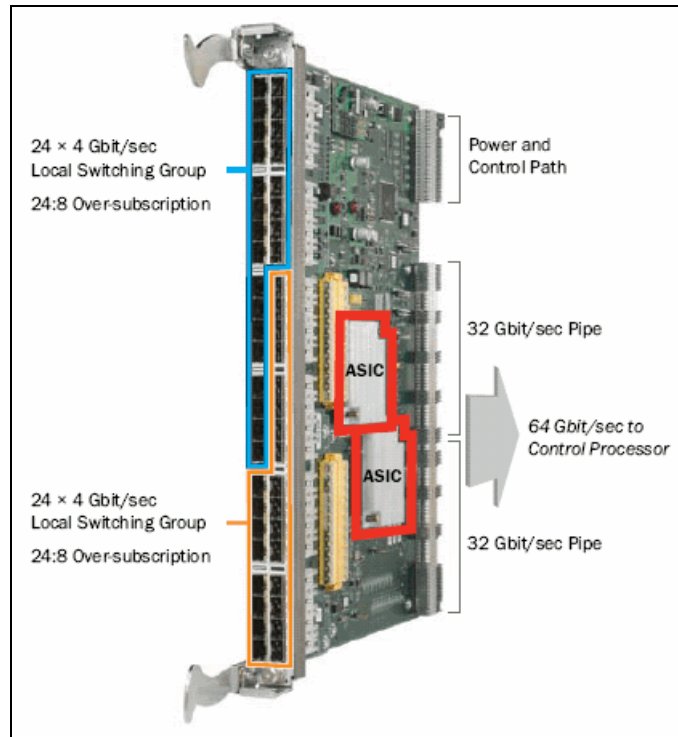 24 × 4 Gbit/sec
Local Switching Group
24:8 Over-subscription
Power and
Control Path
32 Gbit/sec Pipe
ASIC
64 Gbit/sec to
Control Processor
ASIC
24 × 4 Gbit/sec
Local Switching Group
24:8 Over-subscription
32 Gbit/sec Pipe